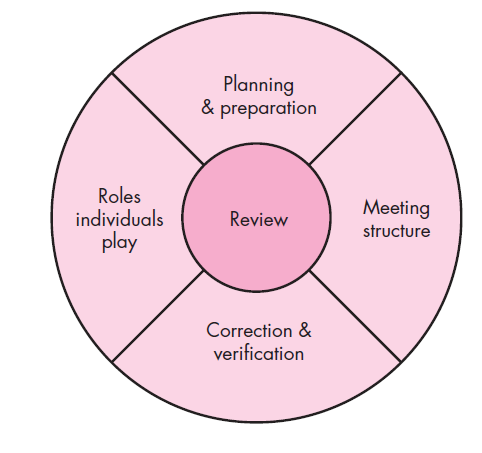 Planning
& preparation
Roles
individuals
play
Review
Meeting
structure
Correction &
verification